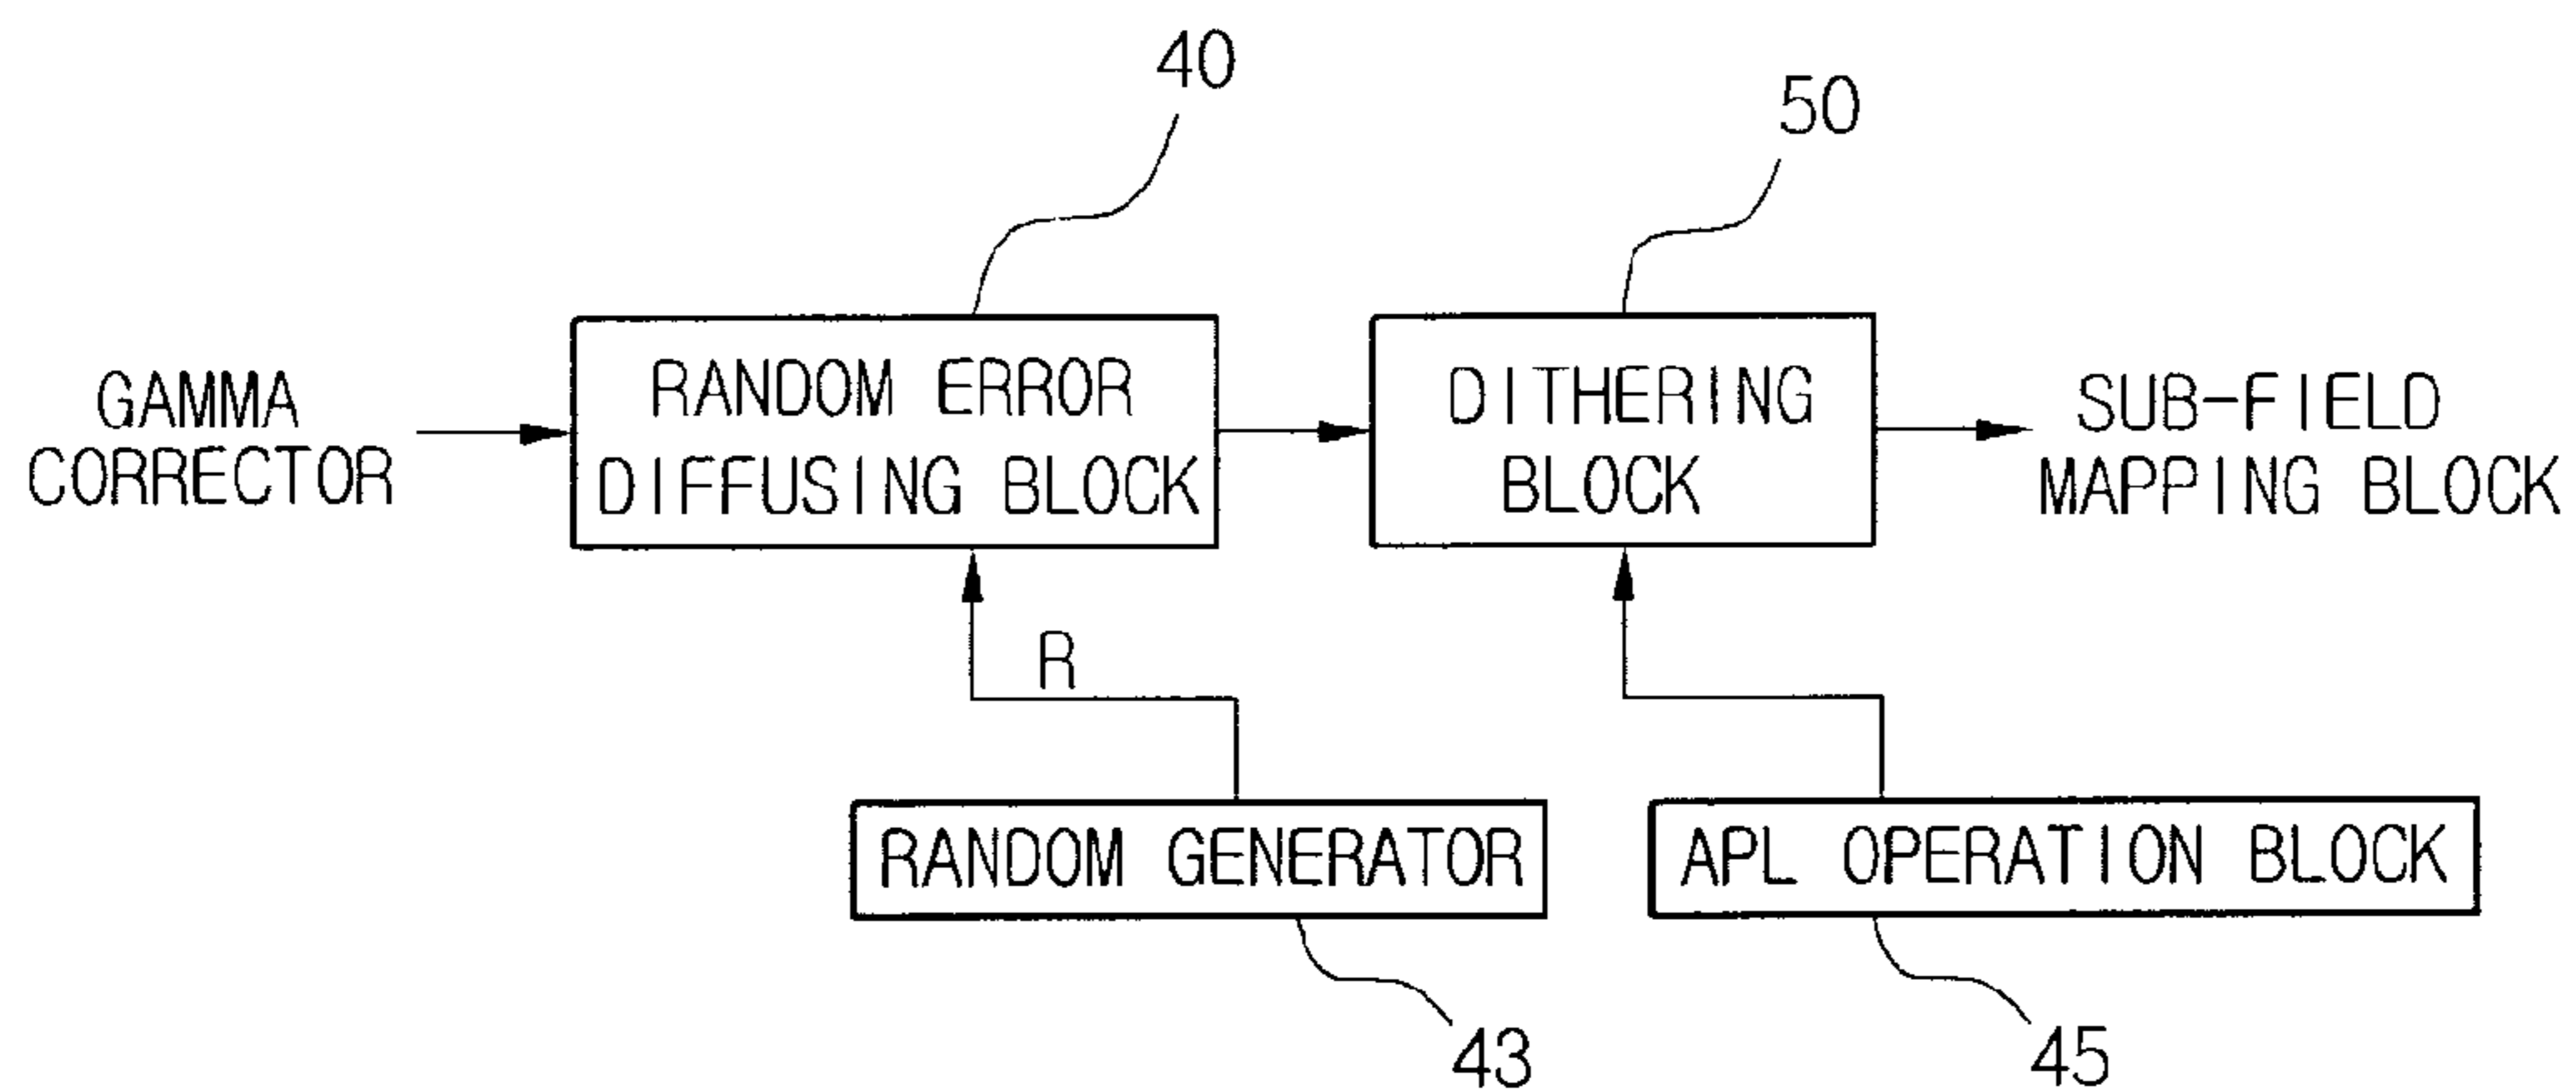 40
50
GAMMA
CORRECTOR
RANDOM ERROR
DIFFUSING BLOCK
DITHERING
BLOCK
SUB-FIELD
MAPPING BLOCK
R
RANDOM GENERATOR
APL OPERATION BLOCK
43
45